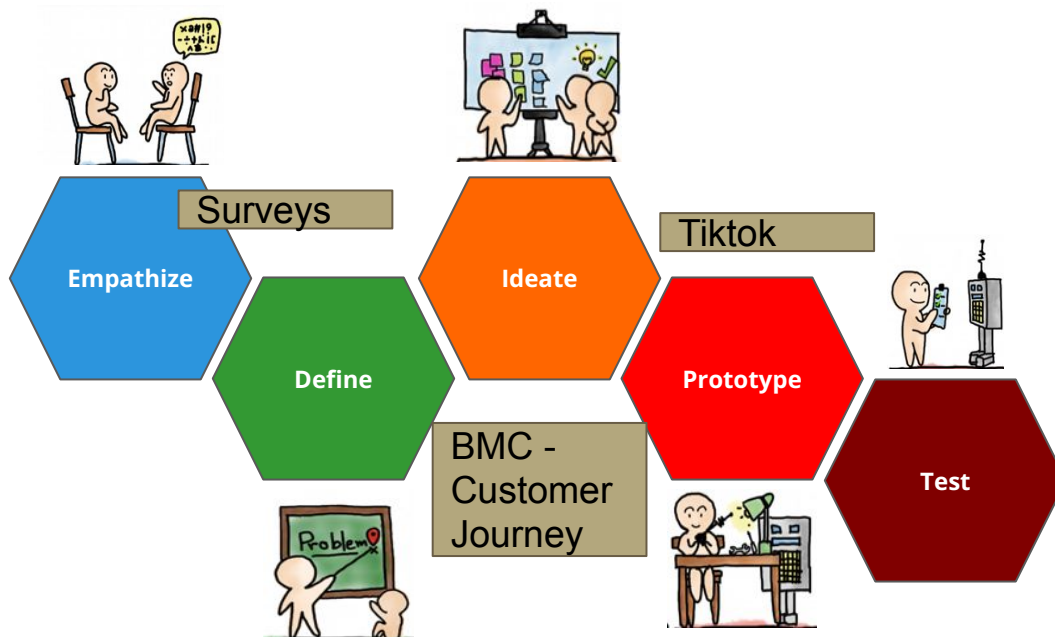 Surveys
Tiktok
Empathize
Ideate
Define
Prototype
BMC -
Customer
Journey
Test
Problem